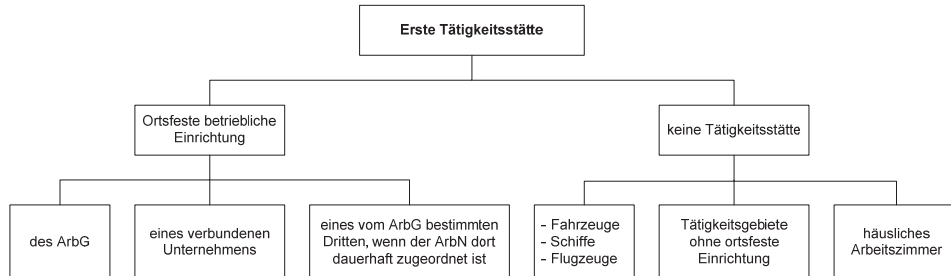 Erste Tätigkeitsstätte
Ortsfeste betriebliche
Einrichtung
keine Tätigkeitsstätte
des ArbG
eines verbundenen
Unternehmens
eines vom ArbG bestimmten
Dritten, wenn der ArbN dort
dauerhaft zugeordnet ist
- Fahrzeuge
- Schiffe
- Flugzeuge
Tätigkeitsgebiete
ohne ortsfeste
Einrichtung
häusliches
Arbeitszimmer